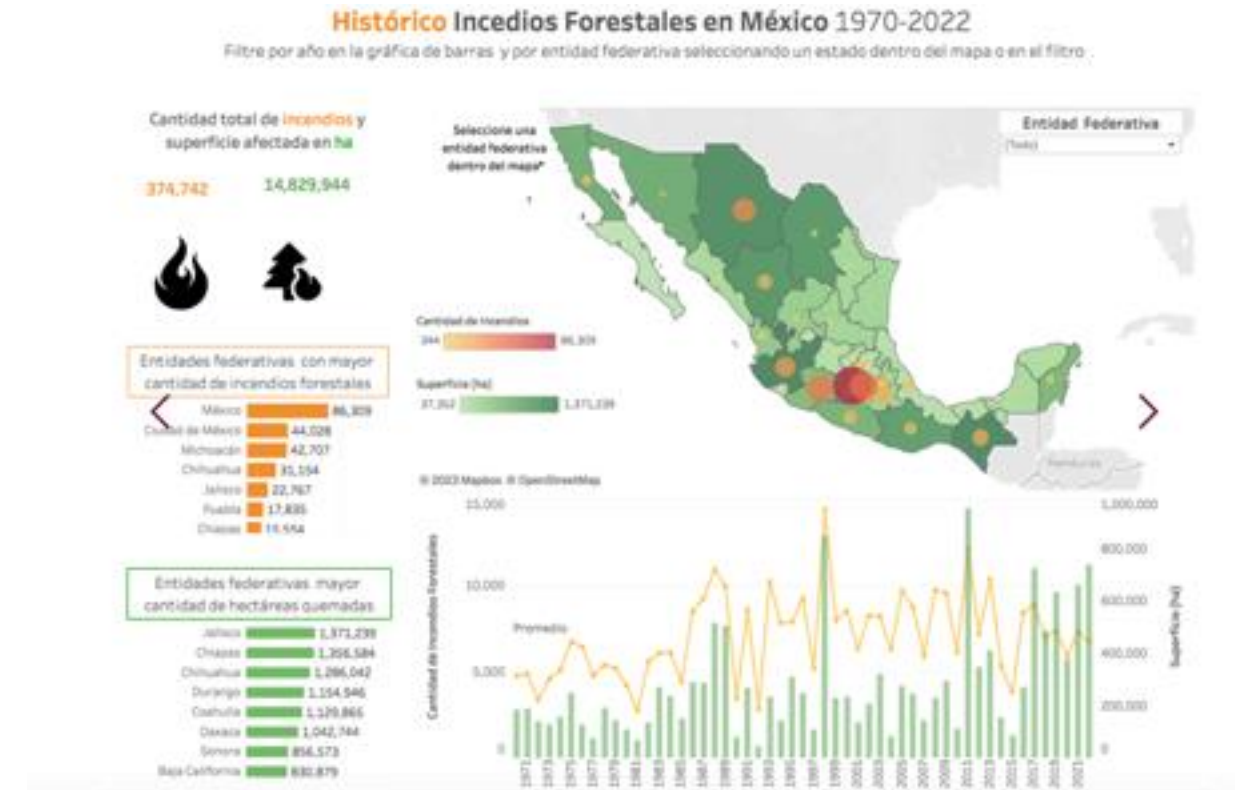 Histórico Incedios Forestales en México 1970-2022
Filtre por año en la gráfica de barras y por entidad federativa seleccionando un estado dentro del mapa o en el filtro
Cantidad total de incendios y
superficie afectada en ha
374,742
14,829,944
Seleccione una
entidad federativa
dentro del mapa*
Entidad Federativa
(Todo)
Cantidad de Incendios
244
86,309
Superficie (ha)
1,371,239
Honduras
© 2023 Mapbox © OpenStreetMap
Entidades federativas con mayor
cantidad de incendios forestales
México 86,309
Ciudad de México 44,028
Michoacán 42,707
Chihuahua 31,154
Jalisco 22,767
Puebla 17,835
Chiapas
Entidades federativas mayor
cantidad de hectáreas quemadas
Jalisco 1,371,239
Chiapas 1,356,584
Chihuahua 1,286,042
Durango 1,154,946
Coahuila 1,129,865
Oaxaca 1,042,744
Sonora 856,573
Baja California 830,879
Cantidad de Incendios Forestales
15,000
10,000
5,000
0
Promedio
1,000,000
800,000
600,000
400,000
200,000
0
Superficie (ha)
1971 1973 1975 1977 1979 1981 1983 1985 1987 1989 1991 1993 1995 1997 1999 2001 2003 2005 2007 2009 2011 2013 2015 2017 2019 2021